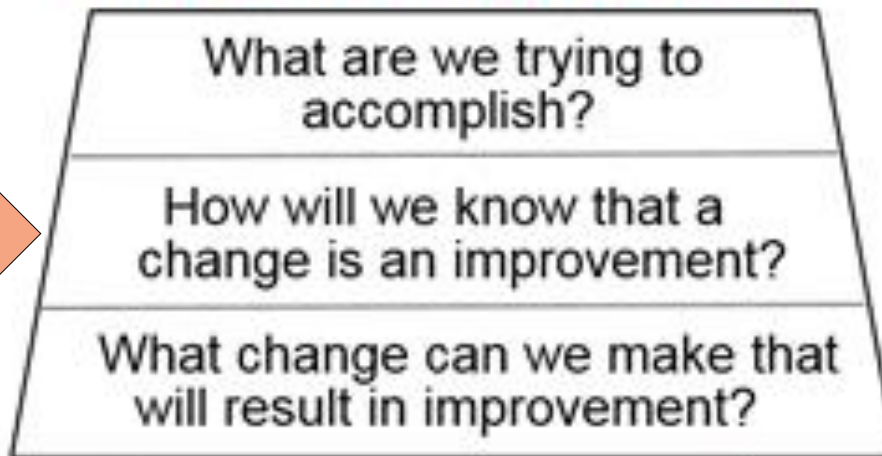 What are we trying to
accomplish?
How will we know that a
change is an improvement?
What change can we make that
will result in improvement?